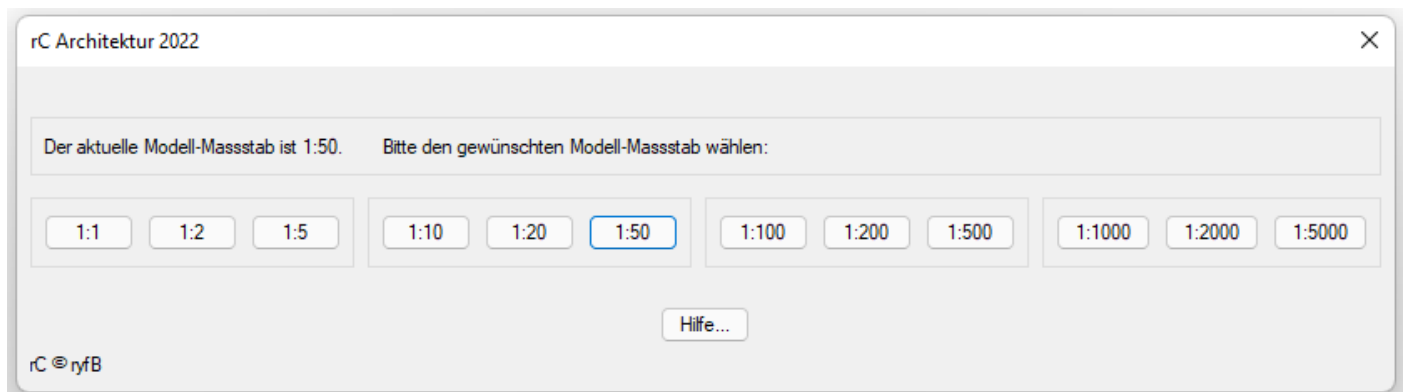 rC Architektur 2022
Der aktuelle Modell-Massstab ist 1:50. Bitte den gewünschten Modell-Massstab wählen:
1:1 1:2 1:5 1:10 1:20 1:50 1:100 1:200 1:500 1:1000 1:2000 1:5000
Hilfe...
rC © ryfB